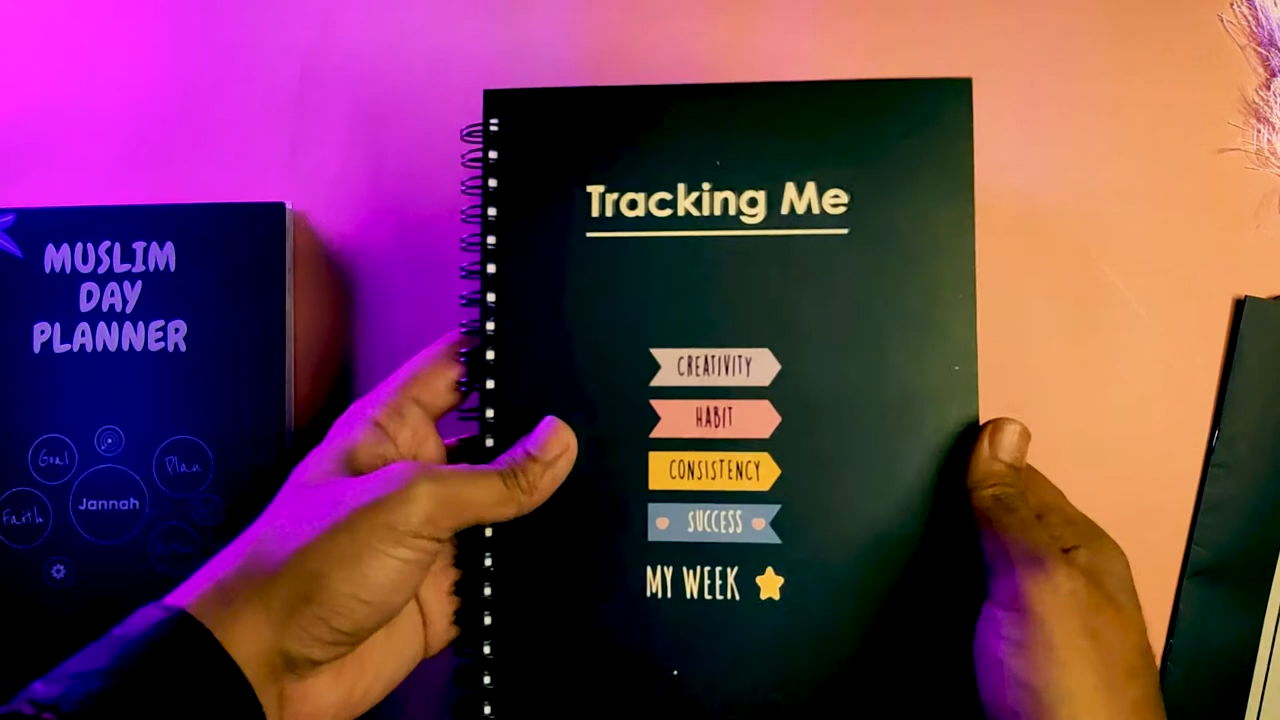 MUSLIM
DAY
PLANNER
Goal
Plan
Jannah
Faith
Tracking Me
CREATIVITY
HABIT
CONSISTENCY
SUCCESS
MY WEEK